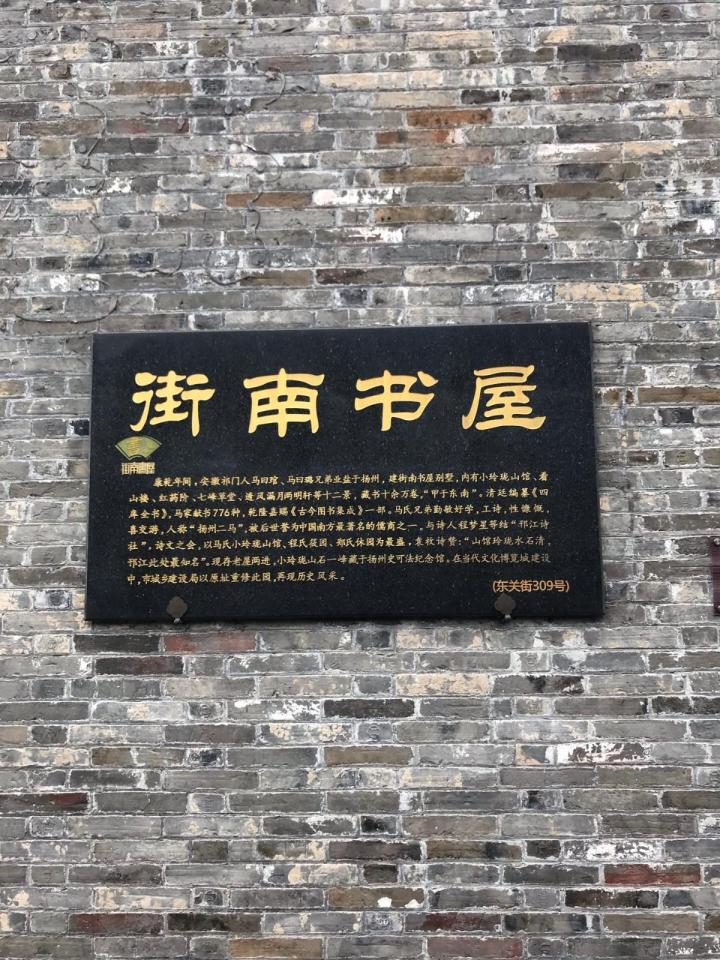 街南书屋
街南書屋
康乾年间，安徽祁门人马曰琯、马曰璐兄弟业盐于扬州，建街南书屋别墅，内有小玲珑山馆、看
山楼、红药阶、七峰草堂、透风漏月两明轩等十二景，藏书十余万卷，“甲于东南”。清廷编纂《四
库全书》，马家献书776种，乾隆嘉赐《古今图书集成》一部。马氏兄弟勤敏好学，工诗，性慷慨，
喜交游，人称“扬州二马”，被后世誉为中国南方最著名的儒商之一，与诗人程梦星等结“邗江诗
社”，诗文之会，以马氏小玲珑山馆、程氏筱园、郑氏休园为最盛，袁枚诗赞：“山馆玲珑水石清，
邗江此处最知名”。现存老屋两进，小玲珑山石一峰藏于扬州史可法纪念馆。在当代文化博览城建设
中，市城乡建设局以原址重修此园，再现历史风采。
(东关街309号)